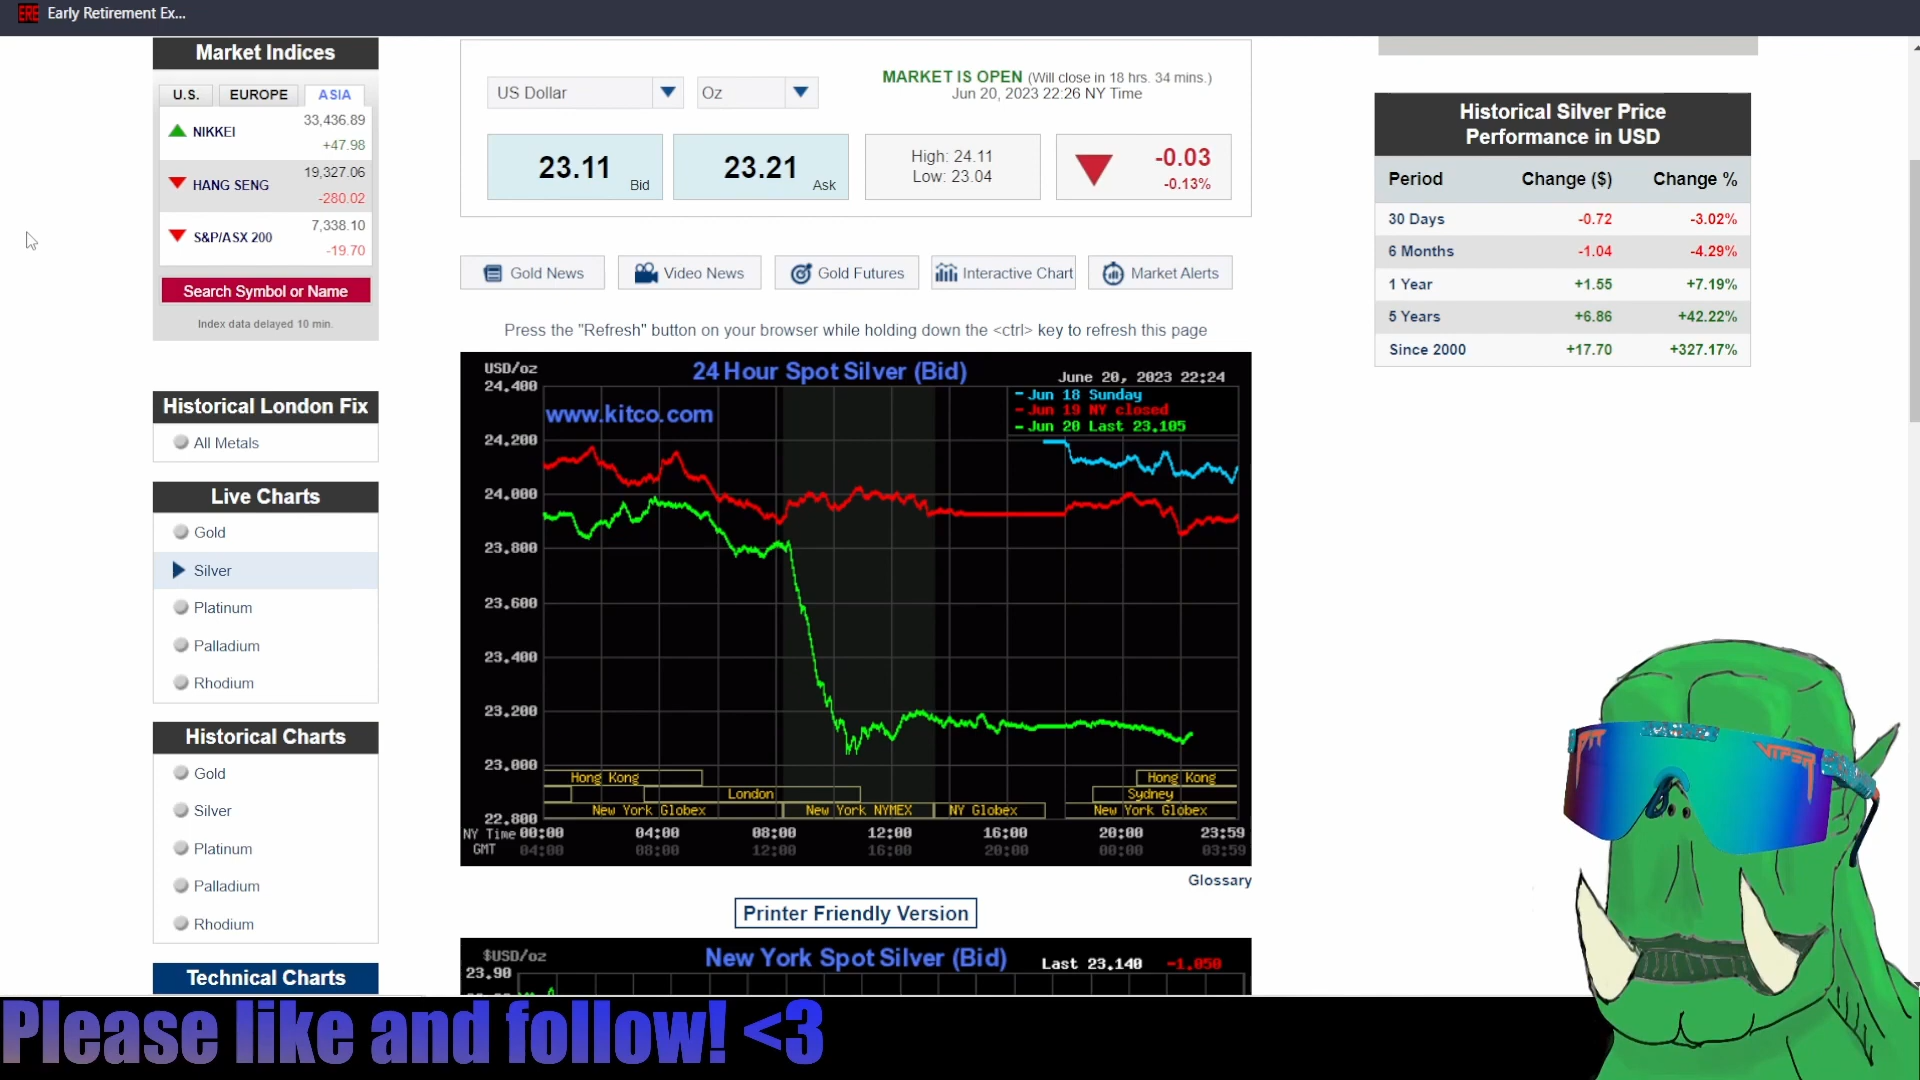 Early Retirement Ex...
Market Indices
U.S. EUROPE ASIA
NIKKEI 33,436.89
+47.98
HANG SENG 19,327.06
-280.02
S&P/ASX 200 7,338.10
-19.70
Search Symbol or Name
Index data delayed 10 min.
Historical London Fix
All Metals
Live Charts
Gold
Silver
Platinum
Palladium
Rhodium
Historical Charts
Gold
Silver
Platinum
Palladium
Rhodium
Technical Charts
US Dollar
Oz
MARKET IS OPEN (Will close in 18 hrs. 34 mins.)
Jun 20, 2023 22:26 NY Time
23.11 Bid
23.21 Ask
High: 24.11
Low: 23.04
-0.03
-0.13%
Gold News
Video News
Gold Futures
Interactive Chart
Market Alerts
Press the "Refresh" button on your browser while holding down the <ctrl> key to refresh this page
USD/oz
24 Hour Spot Silver (Bid)
June 20, 2023 22:24
www.kitco.com
Jun 18 Sunday
Jun 19 NY closed
Jun 20 Last 23.105
24.400
24.200
24.000
23.800
23.600
23.400
23.200
23.000
22.800
Hong Kong Hong Kong
London Sydney
New York Globex New York NYMEX NY Globex New York Globex
NY Time 00:00 04:00 08:00 12:00 16:00 20:00 23:59
GMT 04:00 08:00 12:00 16:00 20:00 00:00 03:59
Glossary
Printer Friendly Version
$USD/oz
New York Spot Silver (Bid)
Last 23.140 -1.050
23.90
Historical Silver Price
Performance in USD
Period Change ($) Change %
30 Days -0.72 -3.02%
6 Months -1.04 -4.29%
1 Year +1.55 +7.19%
5 Years +6.86 +42.22%
Since 2000 +17.70 +327.17%
PIT VIPER
Please like and follow! <3